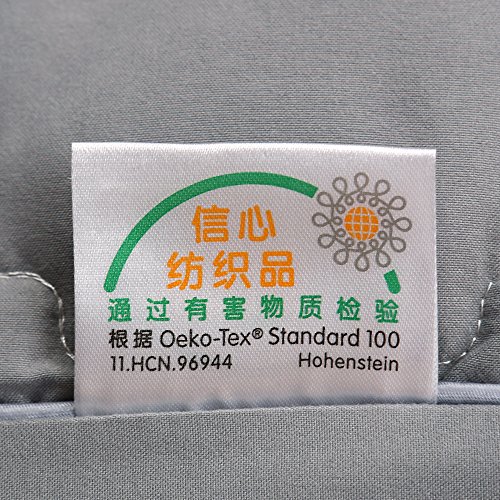 信心
纺织品
通过有害物质检验
根据 Oeko-Tex® Standard 100
11.HCN.96944 Hohenstein